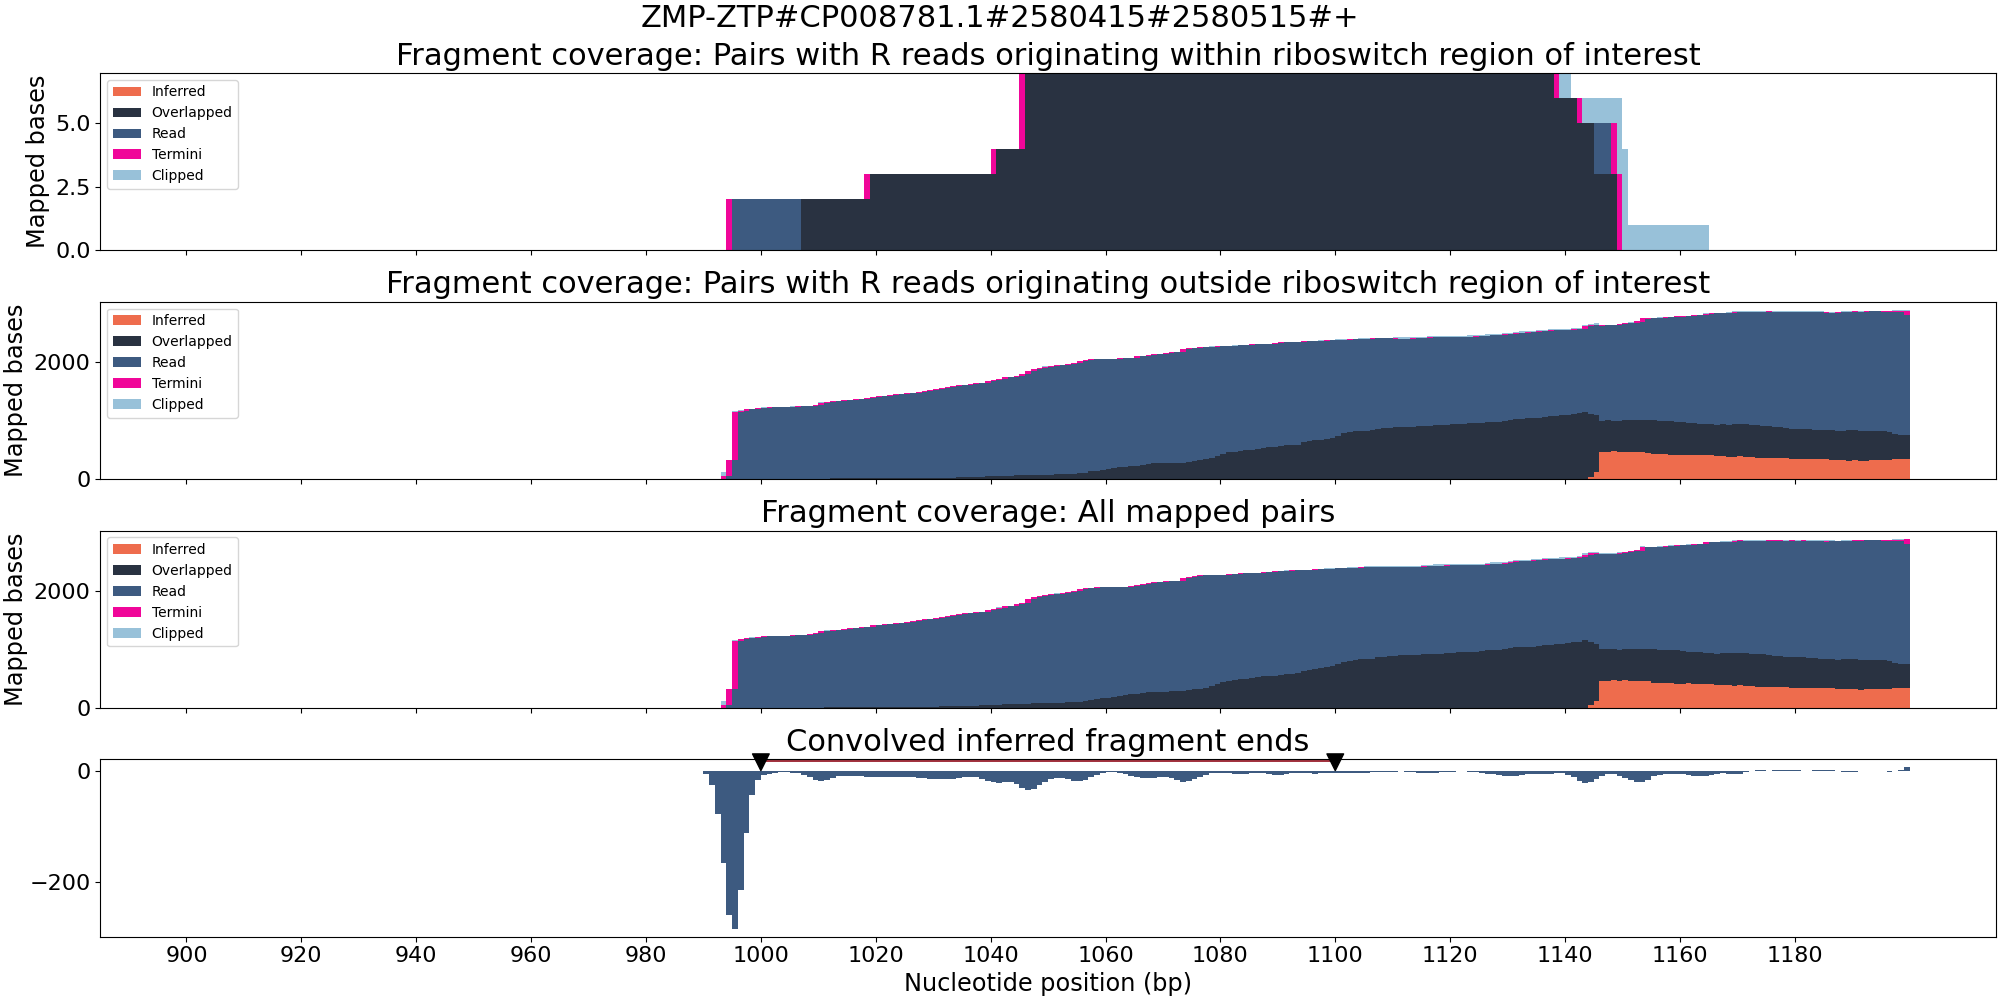 ZMP-ZTP#CP008781.1#2580415#2580515#+
Fragment coverage: Pairs with R reads originating within riboswitch region of interest
Mapped bases
5.0
2.5
0.0
Inferred
Overlapped
Read
Termini
Clipped
Fragment coverage: Pairs with R reads originating outside riboswitch region of interest
Mapped bases
2000
0
Inferred
Overlapped
Read
Termini
Clipped
Fragment coverage: All mapped pairs
Mapped bases
2000
0
Inferred
Overlapped
Read
Termini
Clipped
Convolved inferred fragment ends
0
−200
900 920 940 960 980 1000 1020 1040 1060 1080 1100 1120 1140 1160 1180
Nucleotide position (bp)